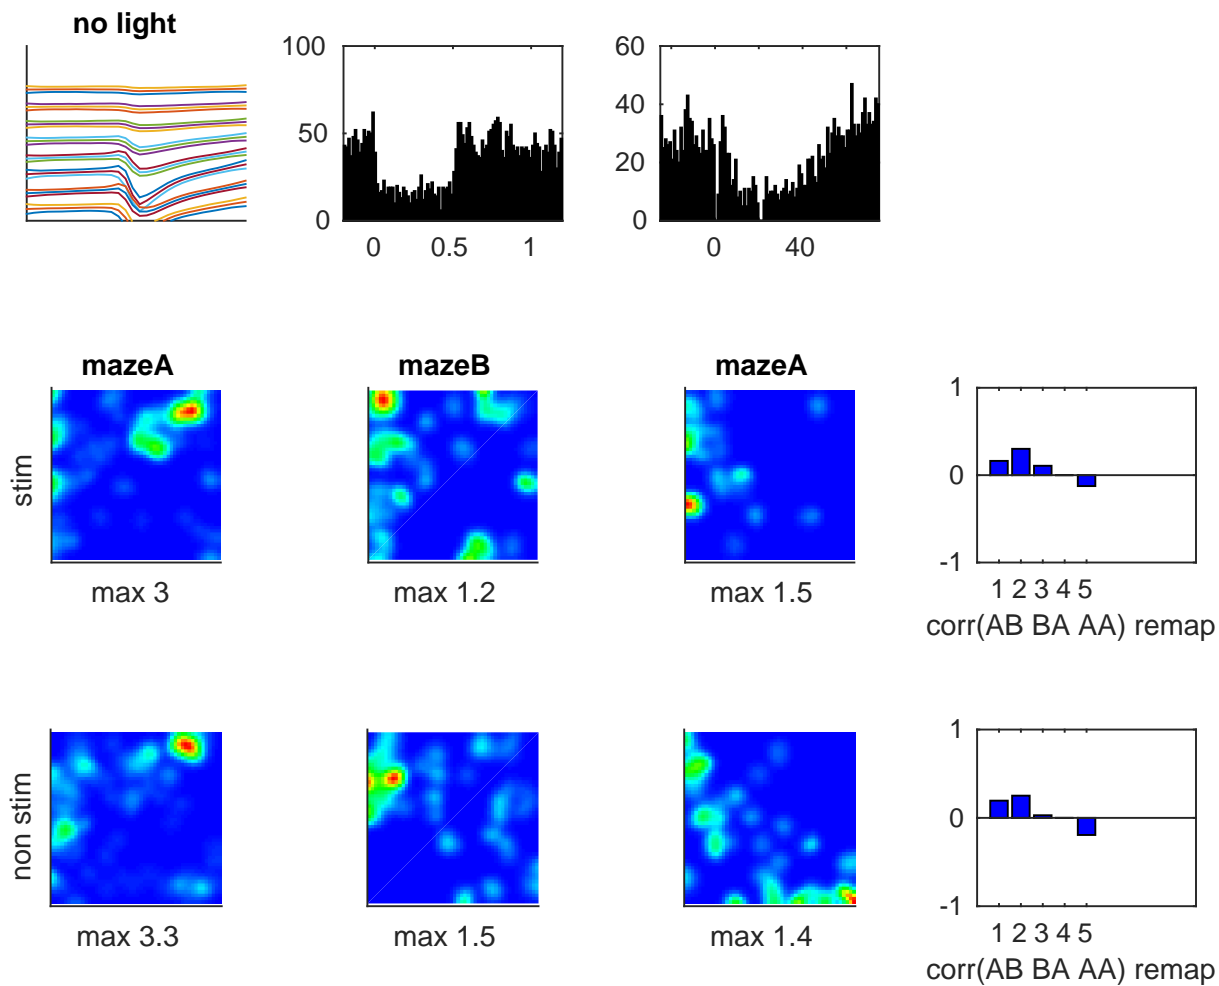 no light
100
50
0
0 0.5 1
60
40
20
0
0 40
mazeA mazeB mazeA
stim
max 3 max 1.2 max 1.5
1
0
-1
1 2 3 4 5
corr(AB BA AA) remap
non stim
max 3.3 max 1.5 max 1.4
1
0
-1
1 2 3 4 5
corr(AB BA AA) remap